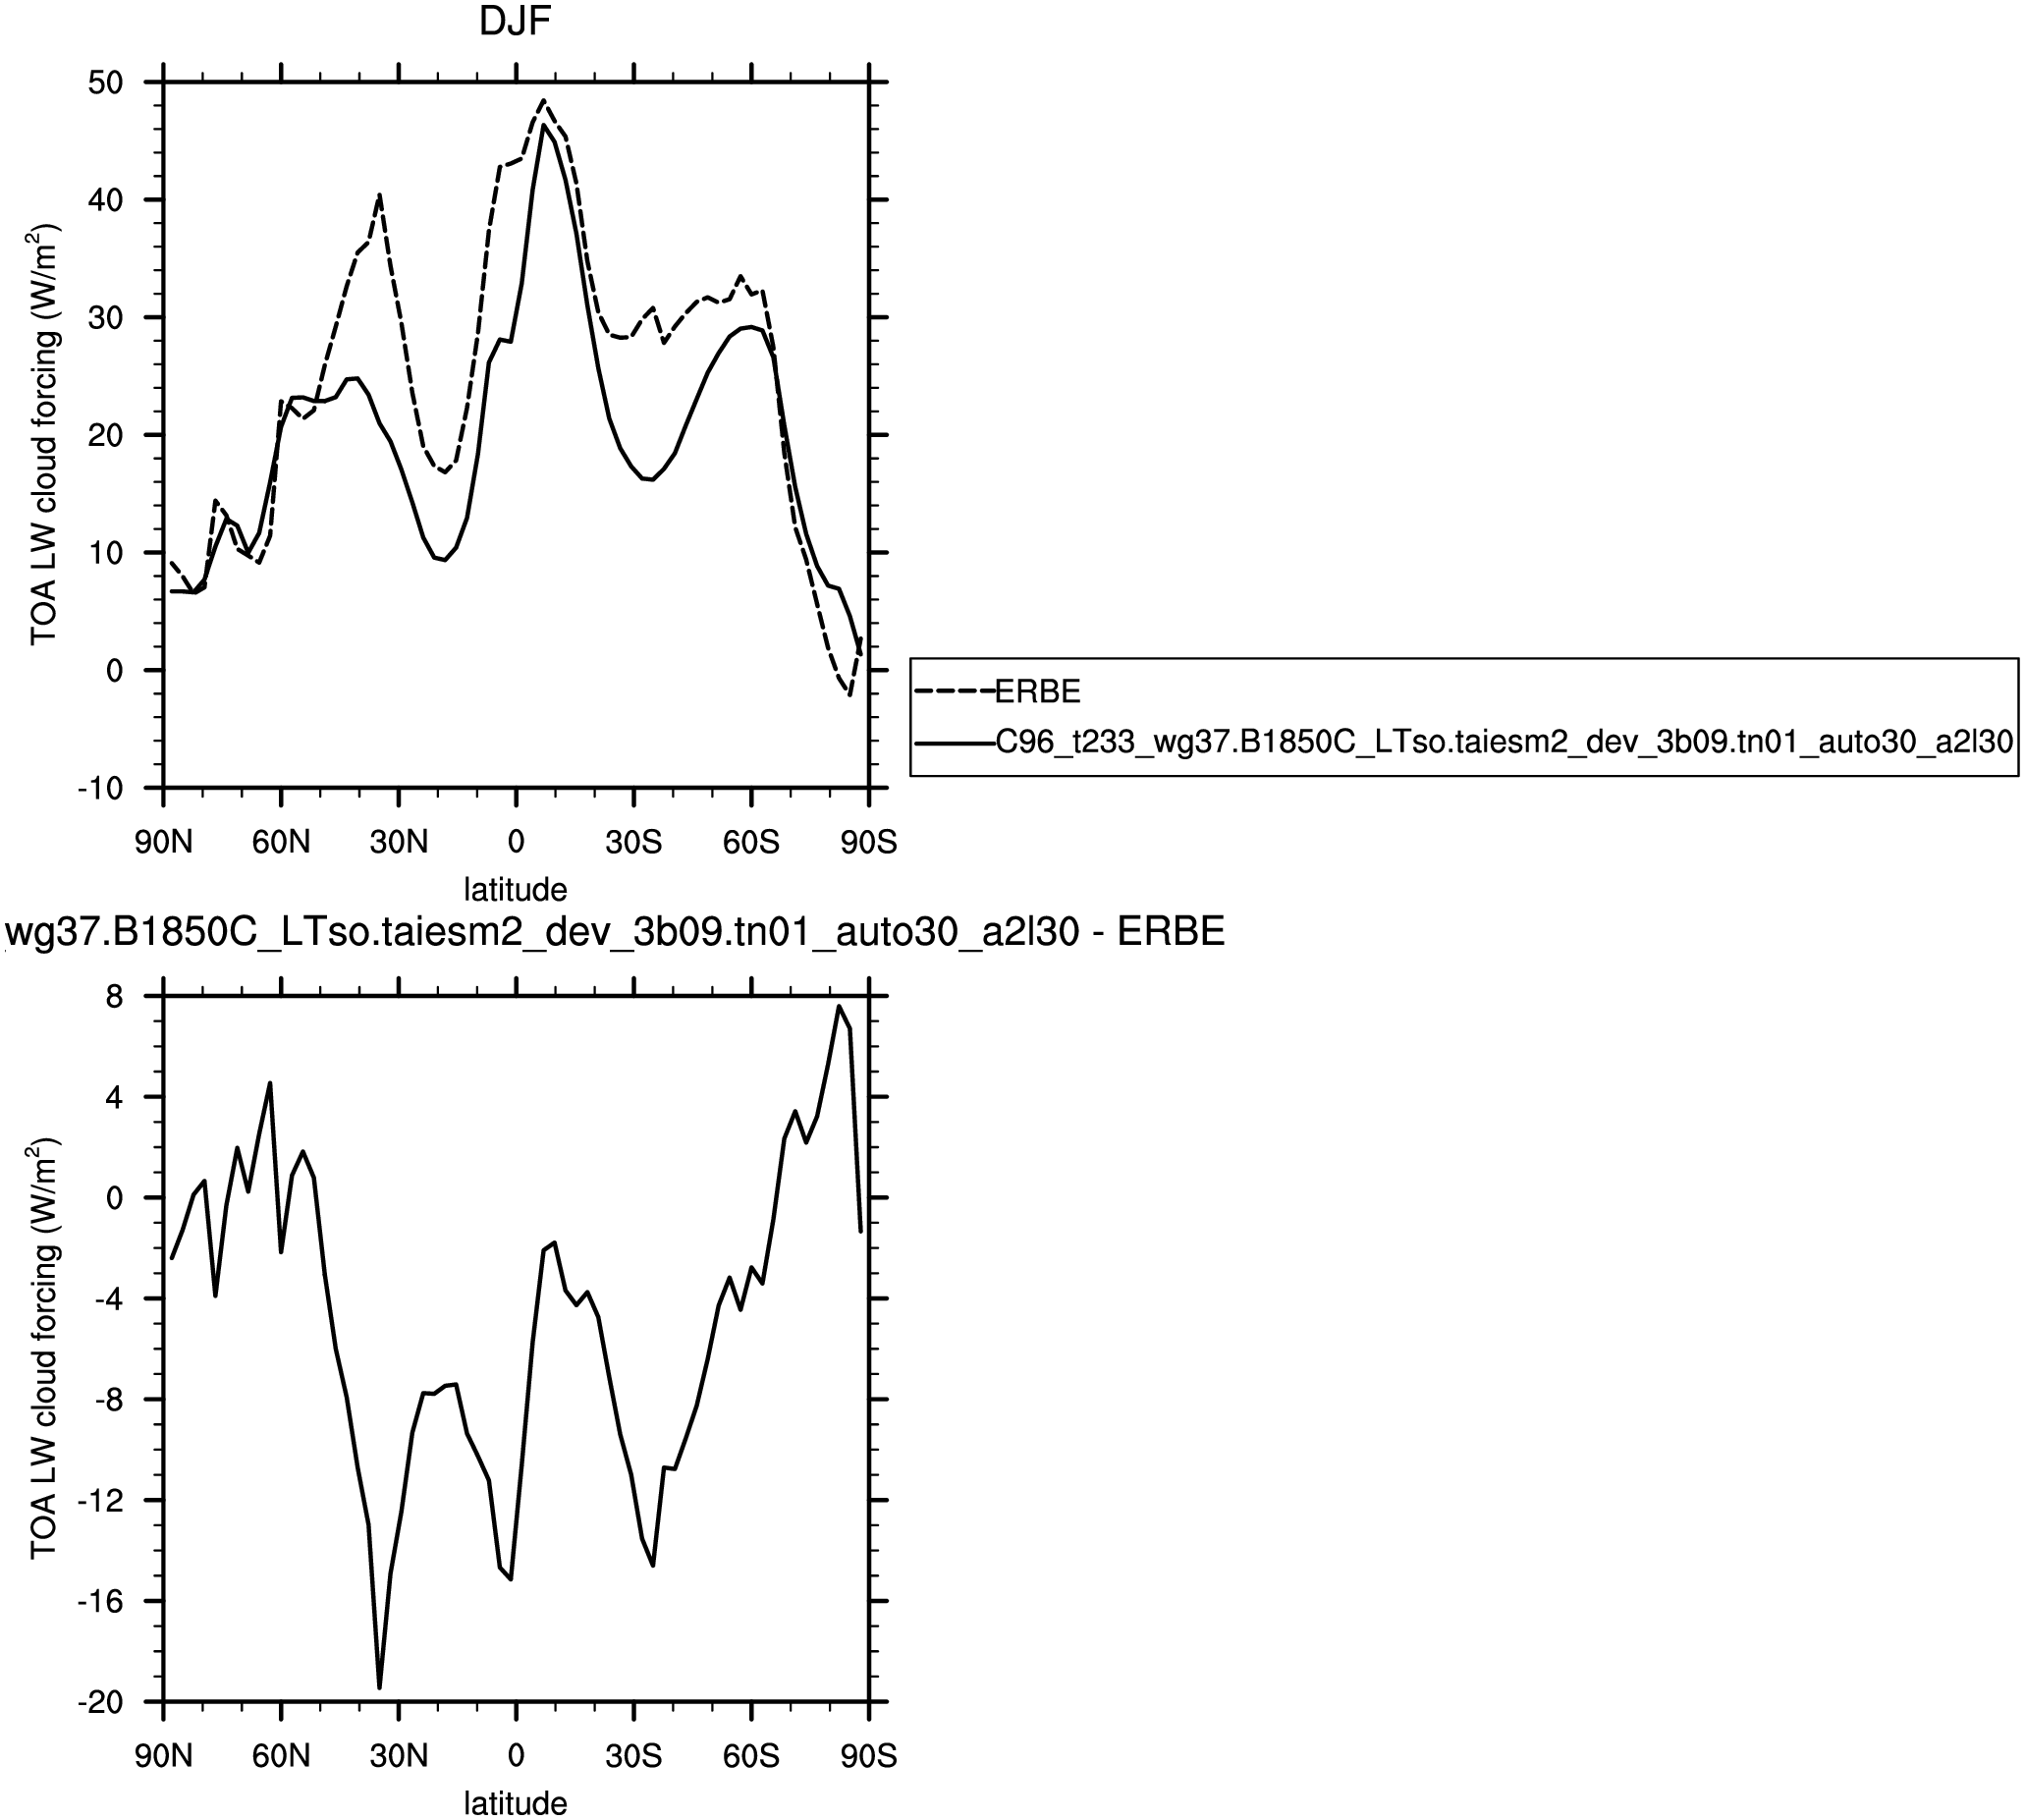 DJF
TOA LW cloud forcing (W/m²)
50
40
30
20
10
0
-10
90N 60N 30N 0 30S 60S 90S
latitude
ERBE
C96_t233_wg37.B1850C_LTso.taiesm2_dev_3b09.tn01_auto30_a2l30
wg37.B1850C_LTso.taiesm2_dev_3b09.tn01_auto30_a2l30 - ERBE
TOA LW cloud forcing (W/m²)
8
4
0
-4
-8
-12
-16
-20
90N 60N 30N 0 30S 60S 90S
latitude